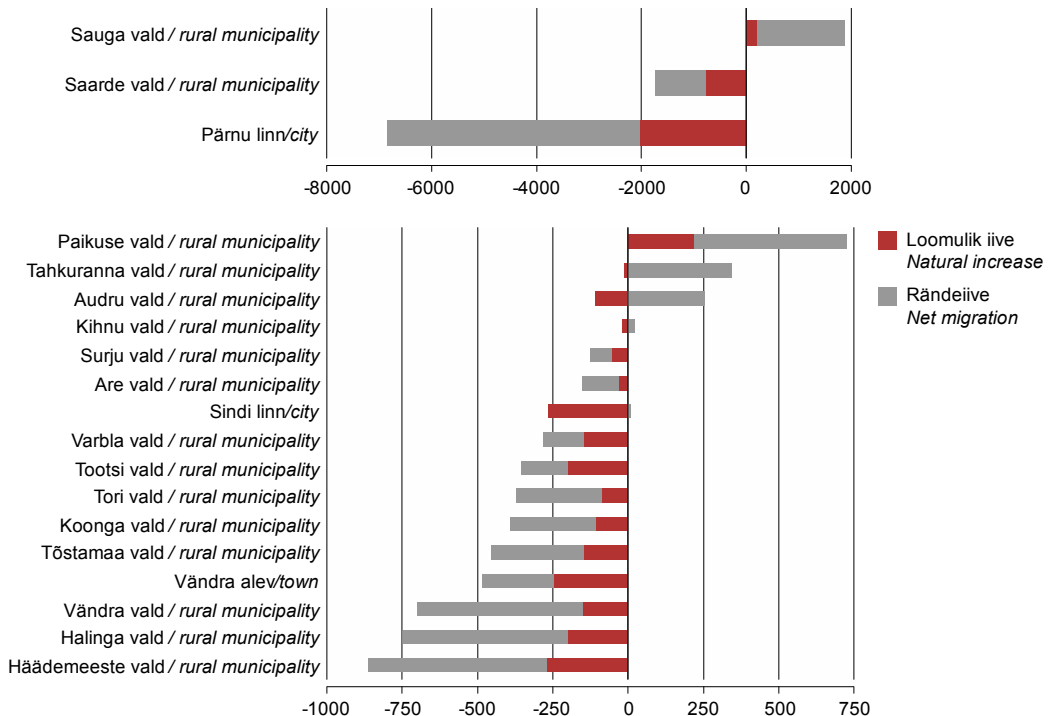 Sauga vald / rural municipality
Saarde vald / rural municipality
Pärnu linn/city
-8000 -6000 -4000 -2000 0 2000
Paikuse vald / rural municipality
Tahkuranna vald / rural municipality
Audru vald / rural municipality
Kihnu vald / rural municipality
Surju vald / rural municipality
Are vald / rural municipality
Sindi linn/city
Varbla vald / rural municipality
Tootsi vald / rural municipality
Tori vald / rural municipality
Koonga vald / rural municipality
Tõstamaa vald / rural municipality
Vändra alev/town
Vändra vald / rural municipality
Halinga vald / rural municipality
Häädemeeste vald / rural municipality
-1000 -750 -500 -250 0 250 500 750
Loomulik iive
Natural increase
Rändeiive
Net migration